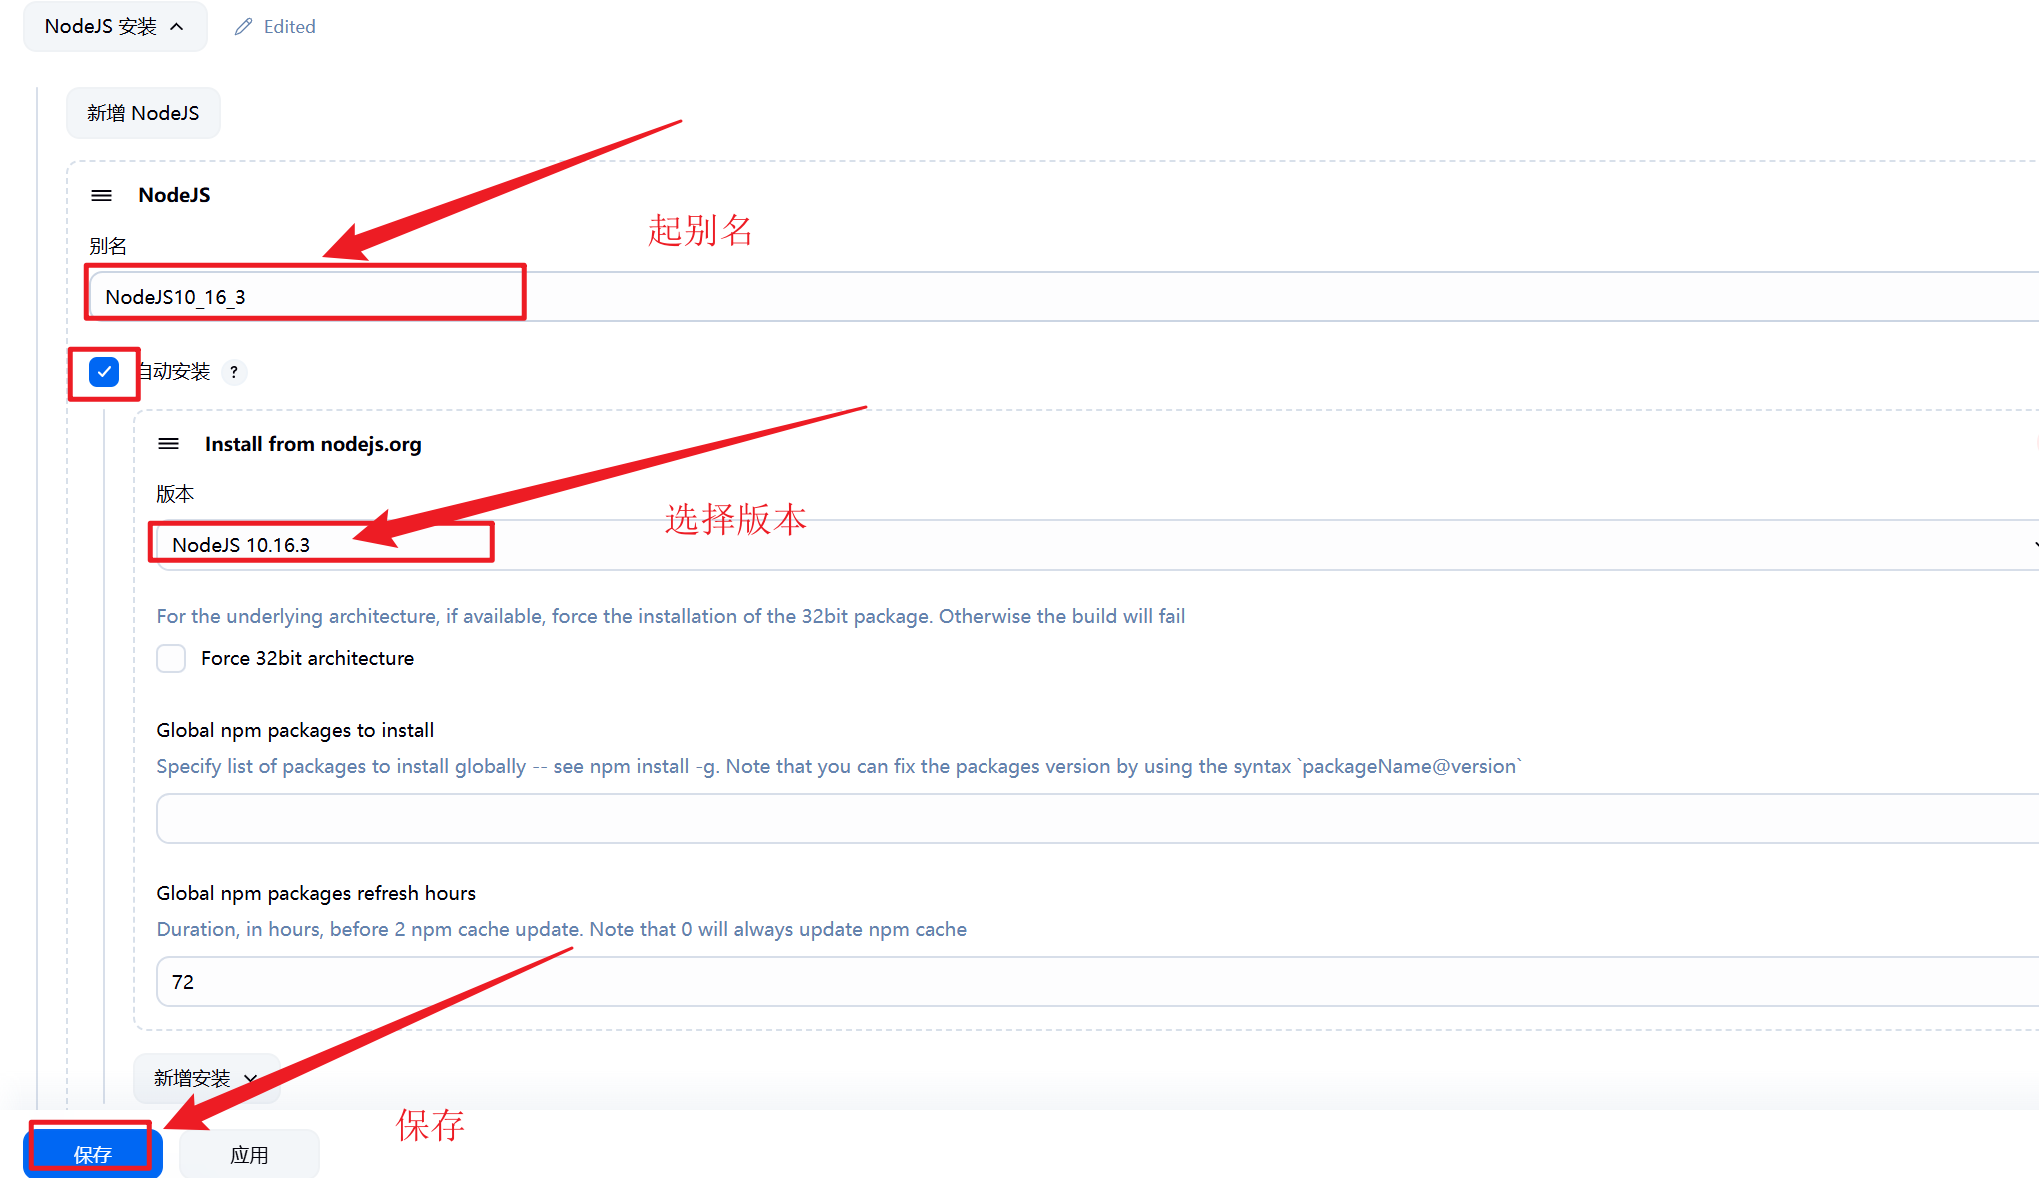 NodeJS 安装
Edited
新增 NodeJS
NodeJS
起别名
别名
NodeJS10_16_3
自动安装 ?
Install from nodejs.org
版本
选择版本
NodeJS 10.16.3
For the underlying architecture, if available, force the installation of the 32bit package. Otherwise the build will fail
Force 32bit architecture
Global npm packages to install
Specify list of packages to install globally -- see npm install -g. Note that you can fix the packages version by using the syntax `packageName@version`
Global npm packages refresh hours
Duration, in hours, before 2 npm cache update. Note that 0 will always update npm cache
72
新增安装
保存
保存
应用